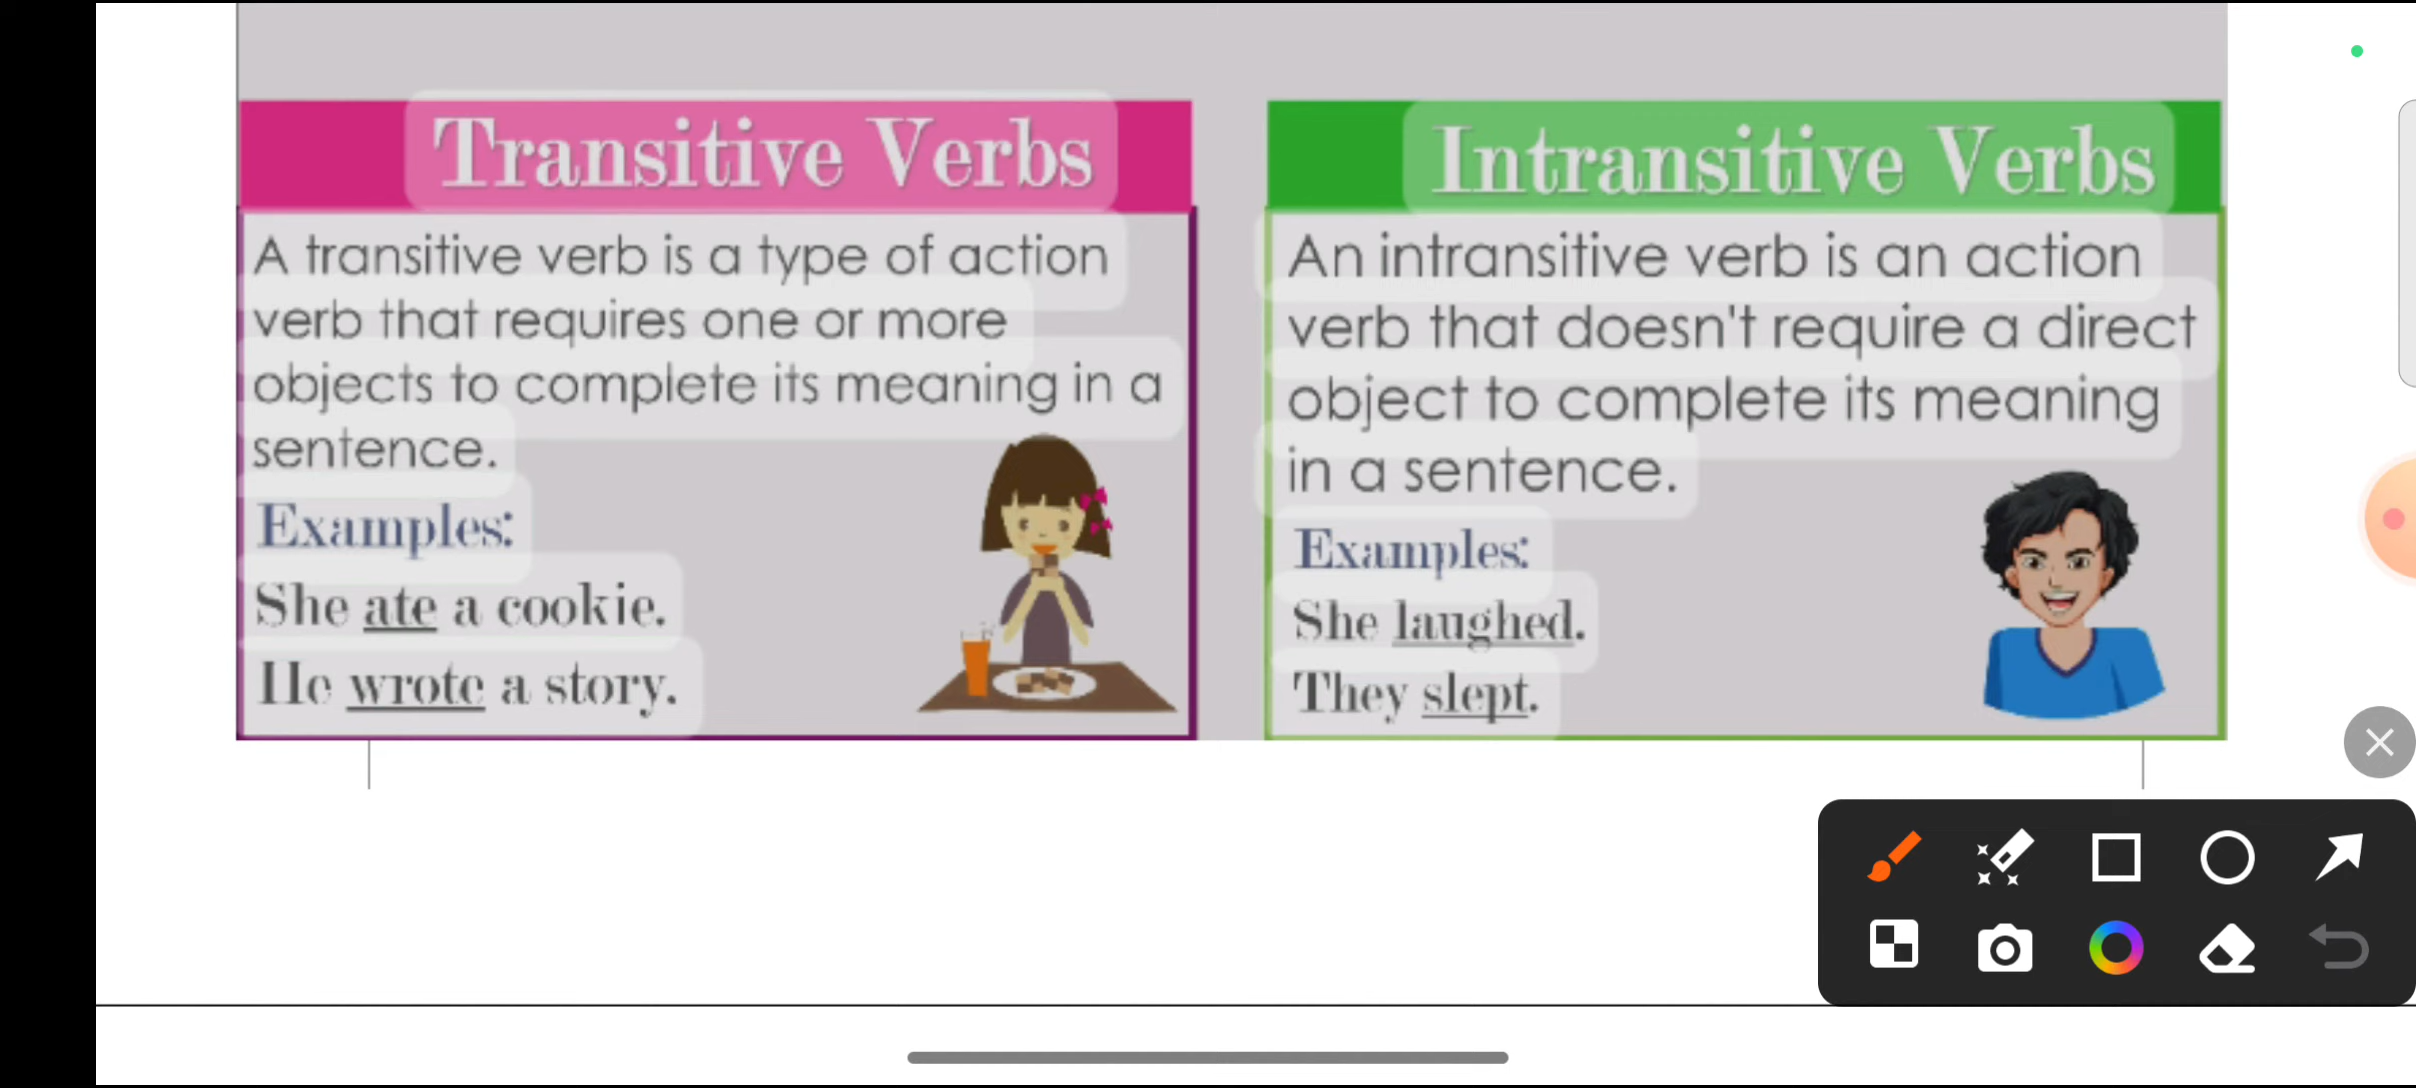 Transitive Verbs
A transitive verb is a type of action
verb that requires one or more
objects to complete its meaning in a
sentence.
Examples:
She ate a cookie.
He wrote a story.
Intransitive Verbs
An intransitive verb is an action
verb that doesn't require a direct
object to complete its meaning
in a sentence.
Examples:
She laughed.
They slept.